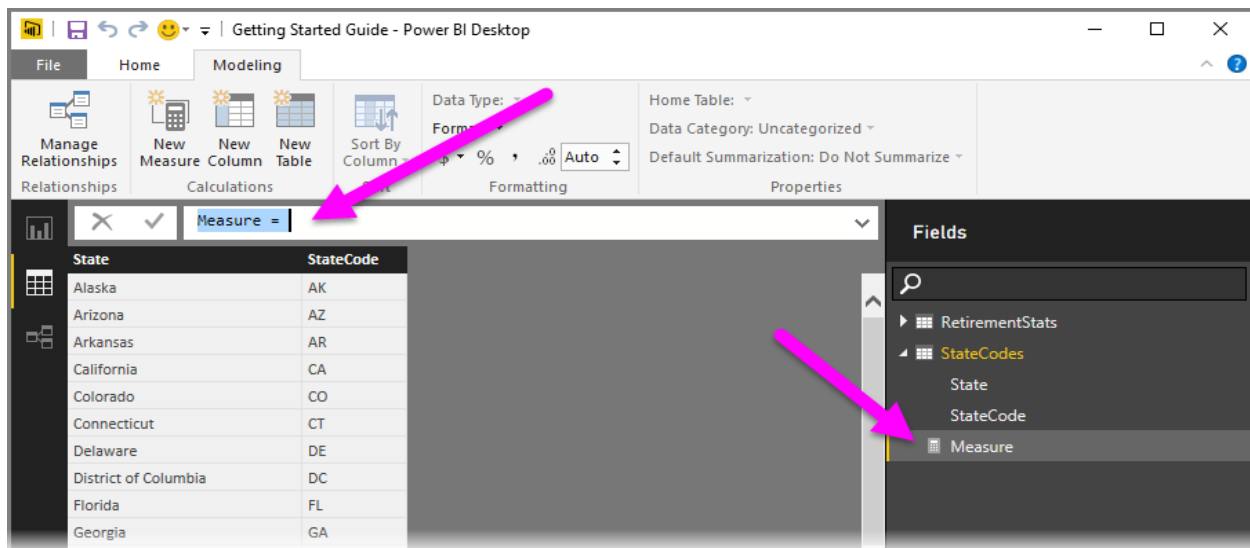 Getting Started Guide - Power BI Desktop
File Home Modeling
Manage Relationships
New Measure
New Column
New Table
Sort By Column
Data Type:
$ % , .00 Auto
Home Table:
Data Category: Uncategorized
Default Summarization: Do Not Summarize
Relationships Calculations Formatting Properties
Measure =
Fields
State StateCode
Alaska AK
Arizona AZ
Arkansas AR
California CA
Colorado CO
Connecticut CT
Delaware DE
District of Columbia DC
Florida FL
Georgia GA
RetirementStats
StateCodes
State
StateCode
Measure